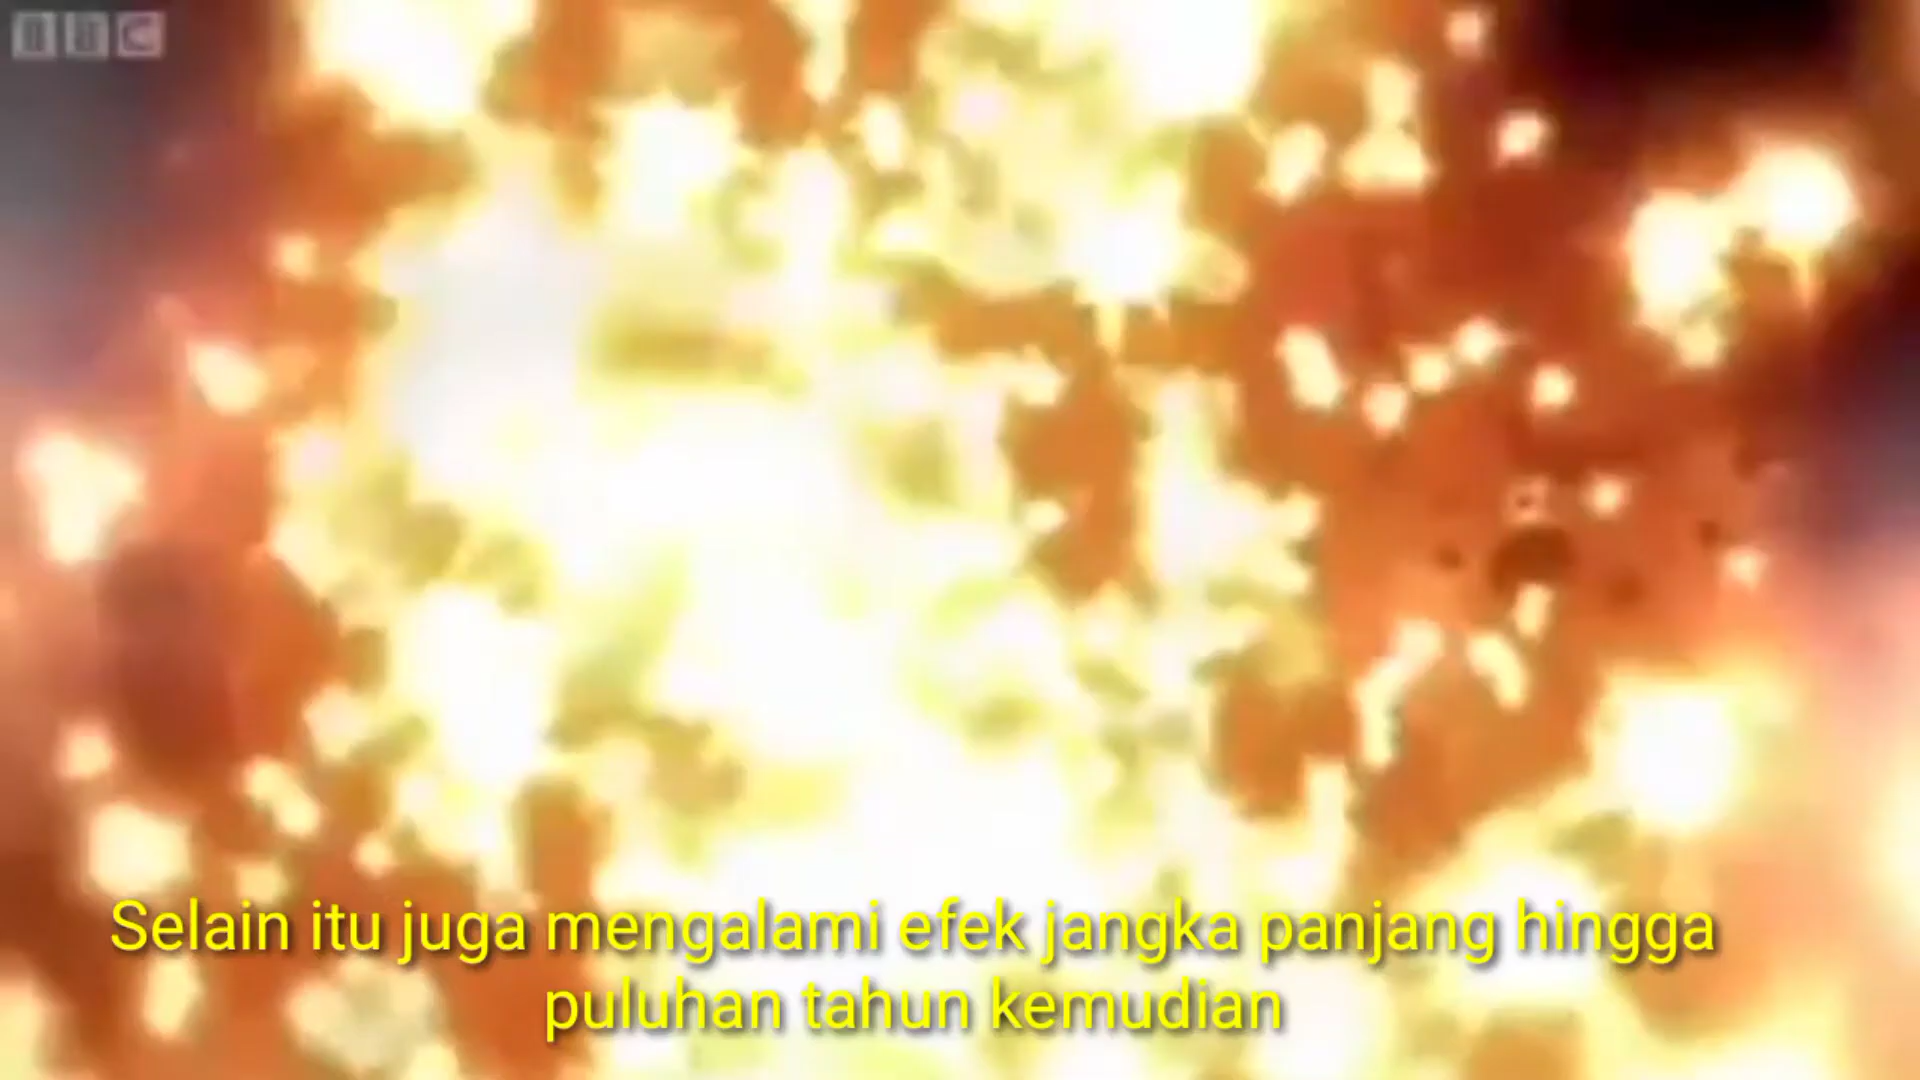 BBC
Selain itu juga mengalami efek jangka panjang hingga
puluhan tahun kemudian